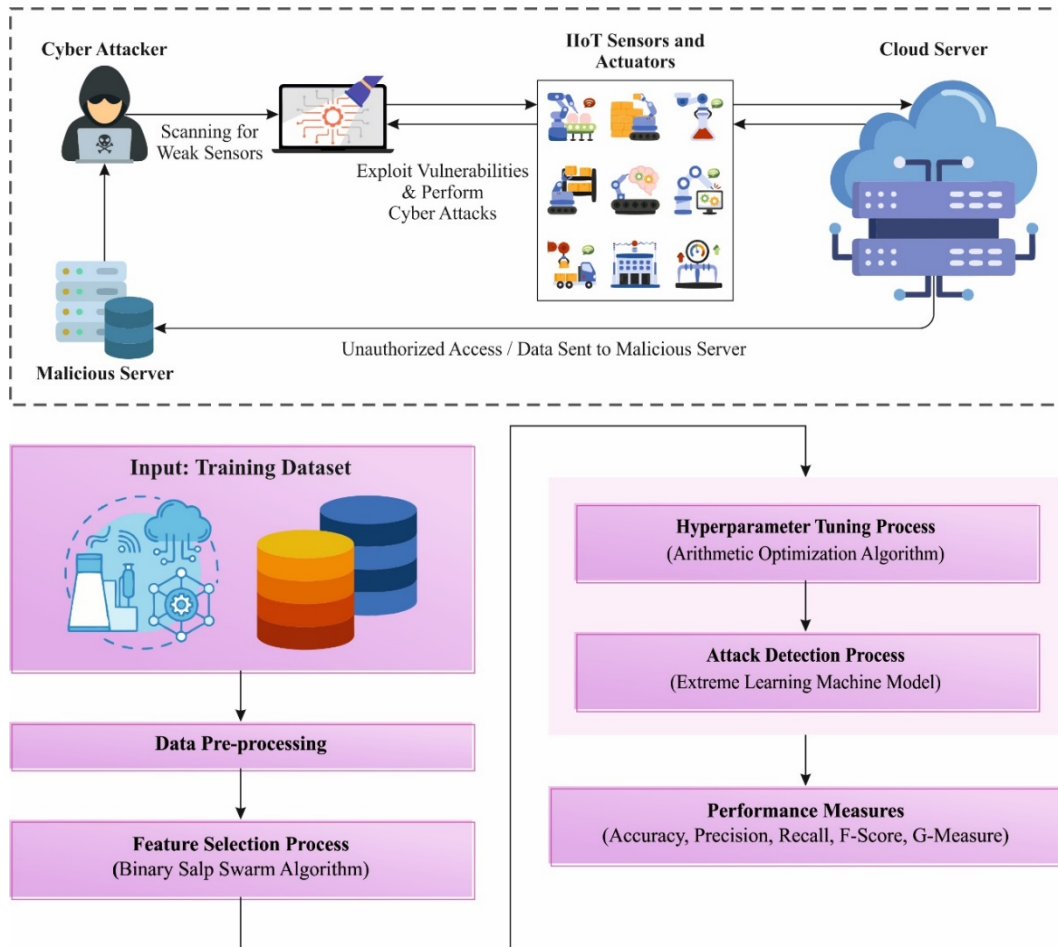 Cyber Attacker
IIoT Sensors and
Actuators
Cloud Server
Scanning for
Weak Sensors
Exploit Vulnerabilities
& Perform
Cyber Attacks
Unauthorized Access / Data Sent to Malicious Server
Malicious Server
Input: Training Dataset
Data Pre-processing
Feature Selection Process
(Binary Salp Swarm Algorithm)
Hyperparameter Tuning Process
(Arithmetic Optimization Algorithm)
Attack Detection Process
(Extreme Learning Machine Model)
Performance Measures
(Accuracy, Precision, Recall, F-Score, G-Measure)